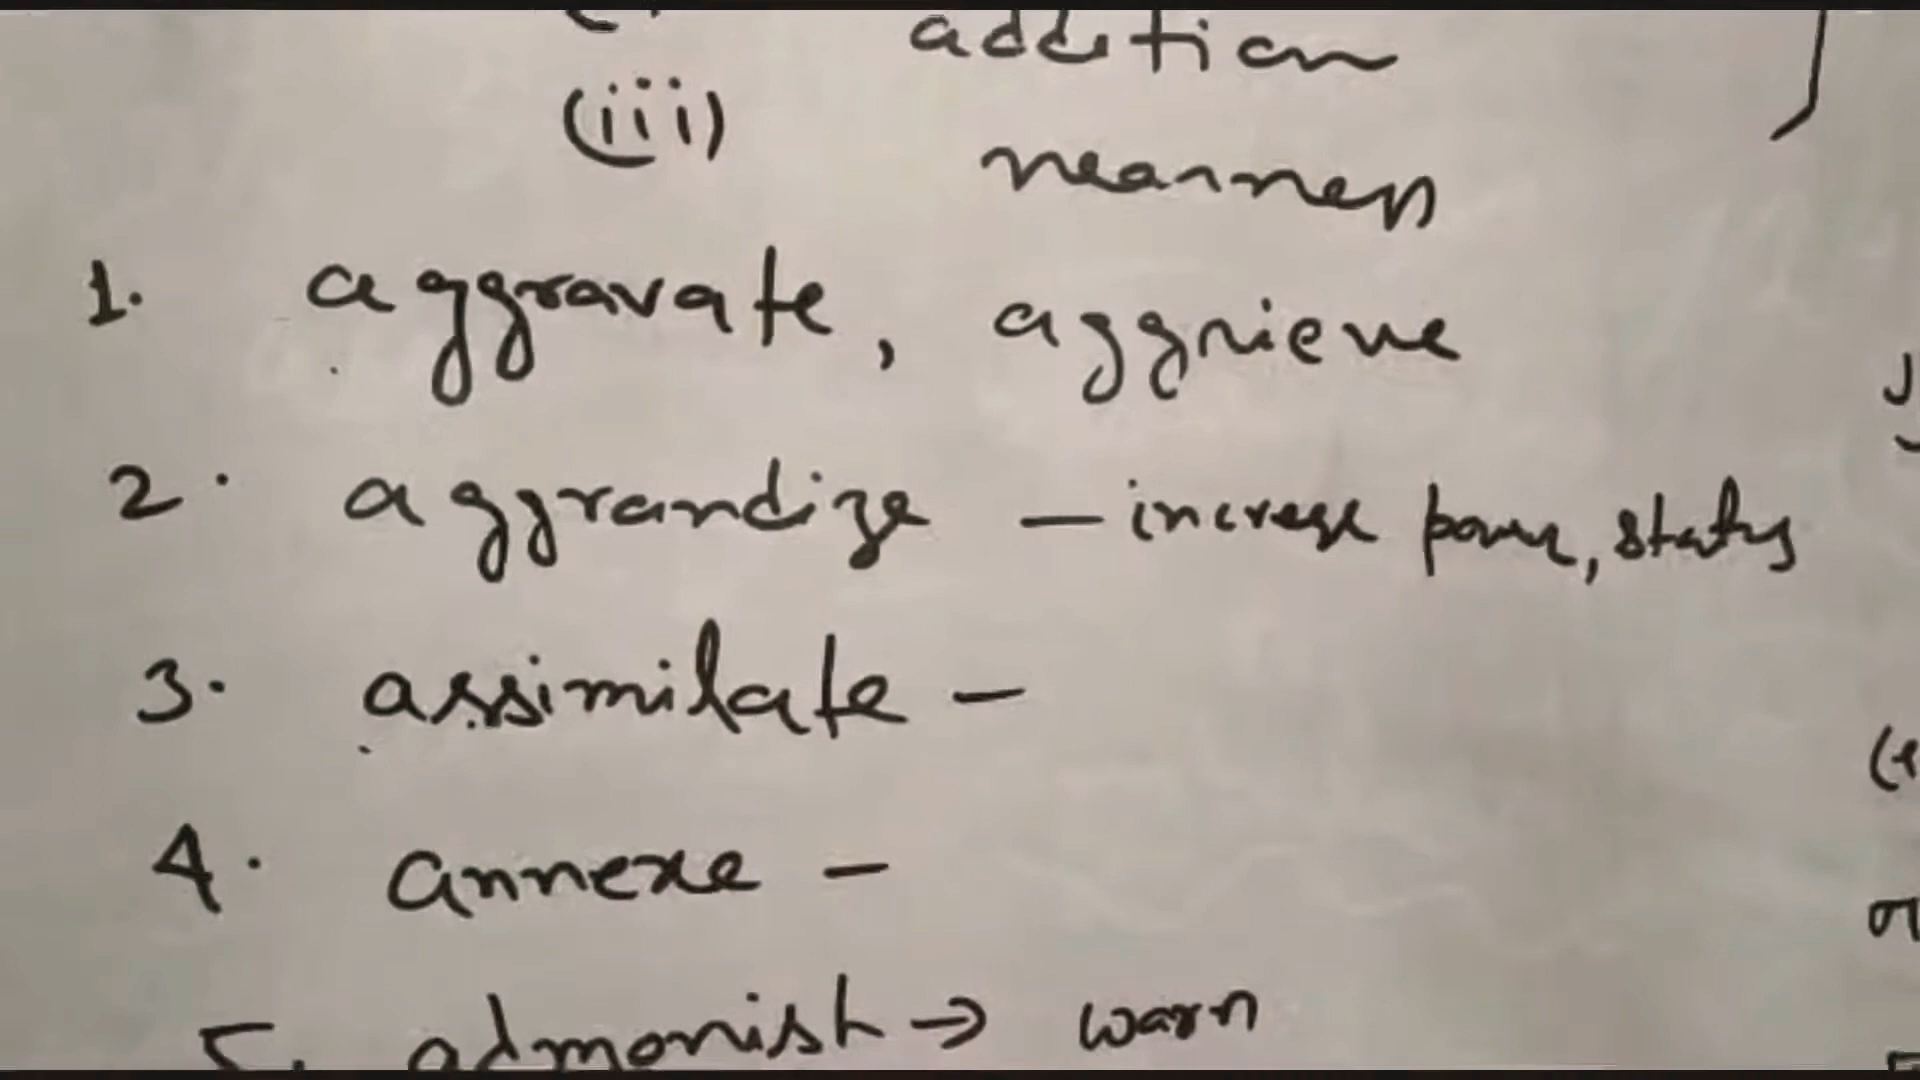 addition
(iii) nearness
1. aggravate, aggrieve
2. aggrandize - increase power, status
3. assimilate -
4. annexe -
5. admonish → warn